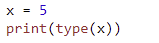 x = 5
print(type(x))